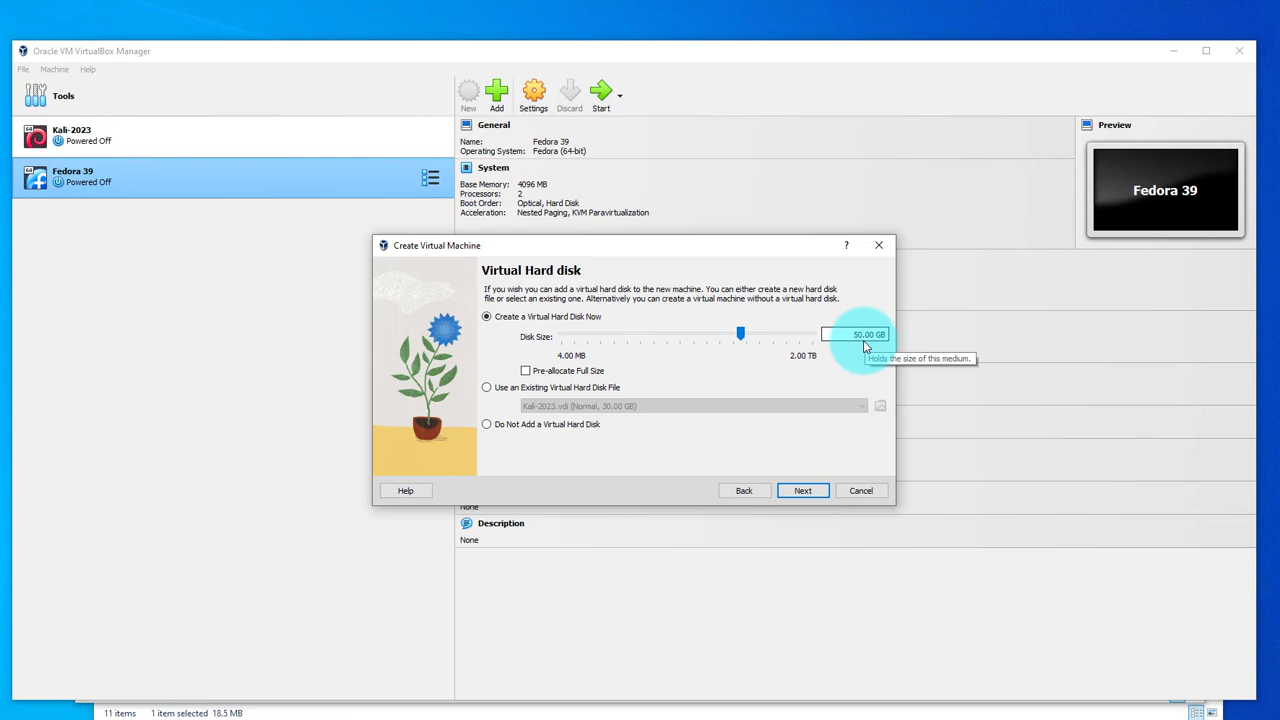 Oracle VM VirtualBox Manager
File Machine Help
Tools
New Add Settings Discard Start
64 Kali-2023
Powered Off
64 Fedora 39
Powered Off
General
Name: Fedora 39
Operating System: Fedora (64-bit)
System
Base Memory: 4096 MB
Processors: 2
Boot Order: Optical, Hard Disk
Acceleration: Nested Paging, KVM Paravirtualization
Preview
Fedora 39
Create Virtual Machine
?
Virtual Hard disk
If you wish you can add a virtual hard disk to the new machine. You can either create a new hard disk
file or select an existing one. Alternatively you can create a virtual machine without a virtual hard disk.
Create a Virtual Hard Disk Now
Disk Size: 50.00 GB
4.00 MB 2.00 TB
Holds the size of this medium.
Pre-allocate Full Size
Use an Existing Virtual Hard Disk File
Kali-2023.vdi (Normal, 30.00 GB)
Do Not Add a Virtual Hard Disk
Help Back Next Cancel
None
Description
None
11 items 1 item selected 18.5 MB